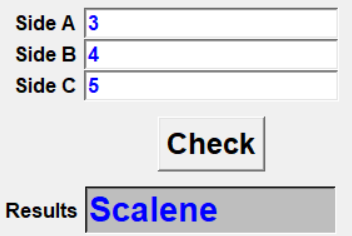 Side A 3
Side B 4
Side C 5
Check
Results Scalene